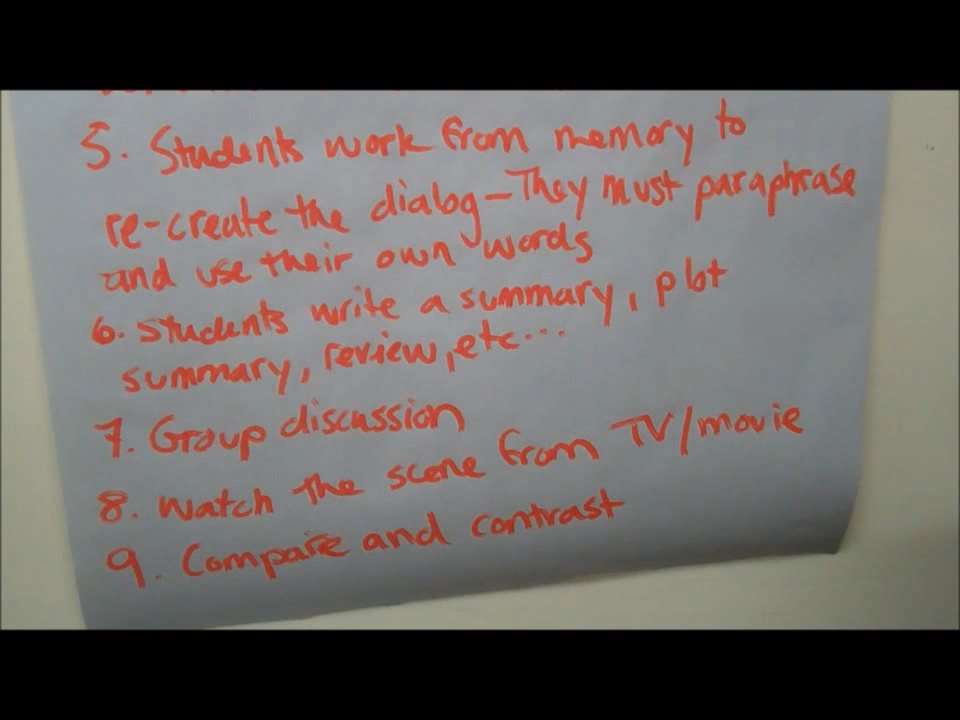 5. Students work from memory to
re-create the dialog - They must paraphrase
and use their own words
6. Students write a summary, plot
summary, review, etc...
7. Group discussion
8. Watch the scene from TV/movie
9. Compare and contrast